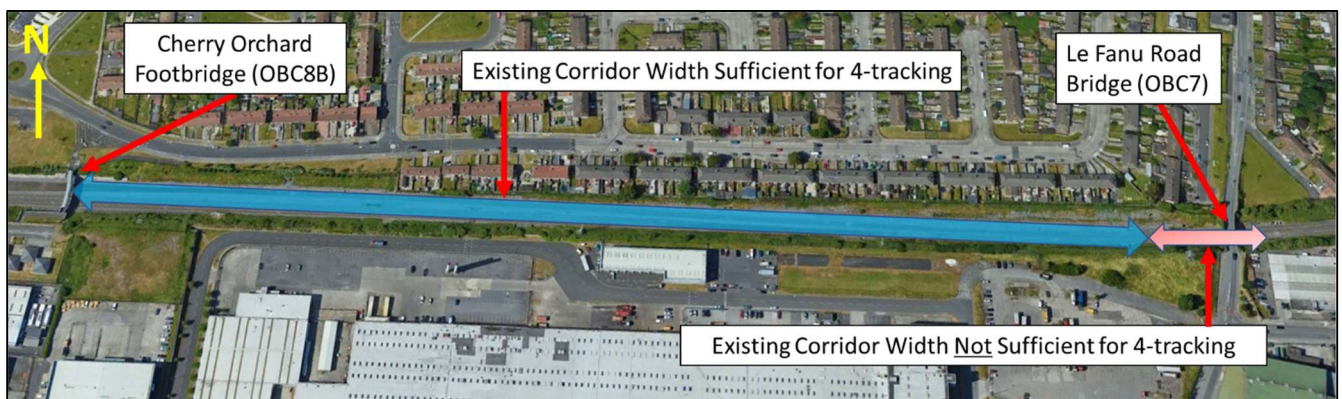 N
Cherry Orchard
Footbridge (OBC8B)
Existing Corridor Width Sufficient for 4-tracking
Le Fanu Road
Bridge (OBC7)
Existing Corridor Width Not Sufficient for 4-tracking